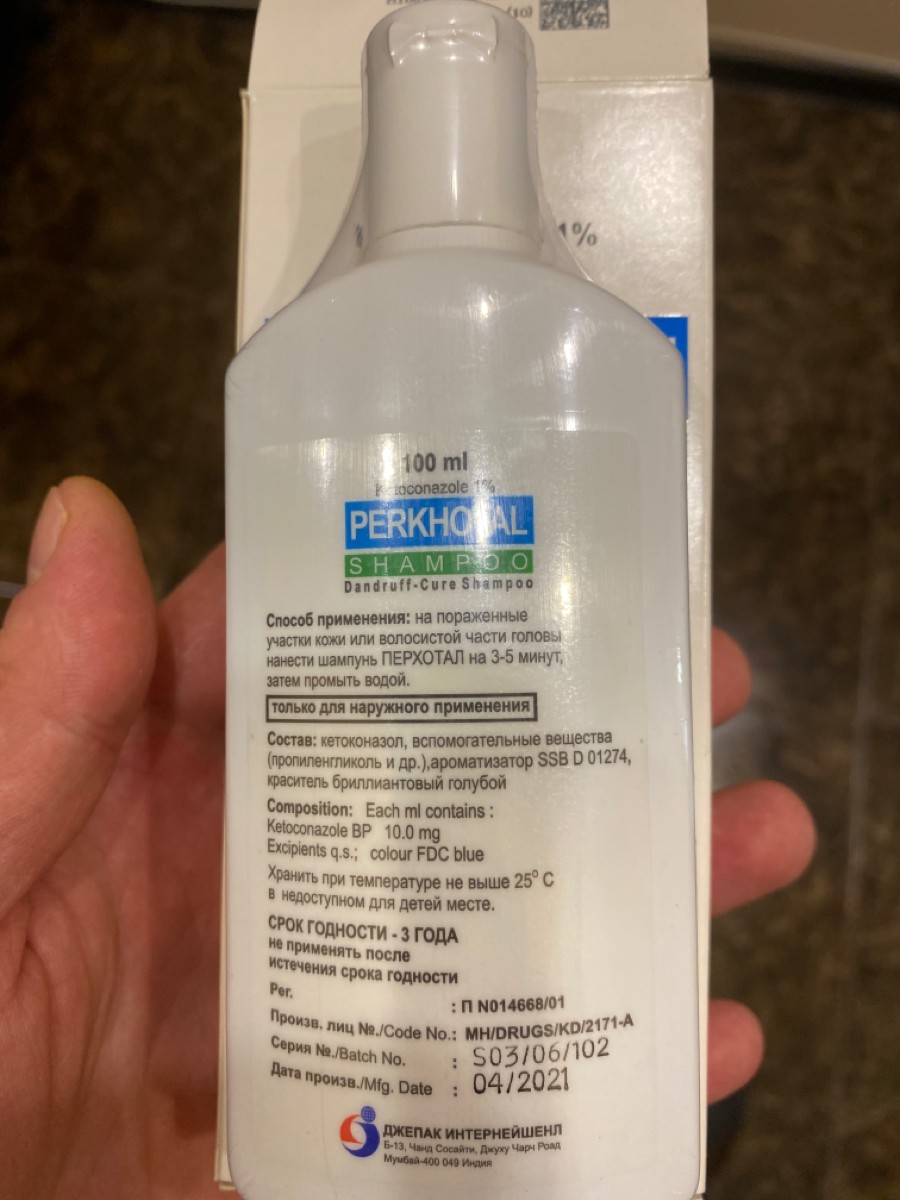 1%
100 ml
Ketoconazole 1%
PERKHOTAL
SHAMPOO
Dandruff-Cure Shampoo
Способ применения: на пораженные
участки кожи или волосистой части головы
нанести шампунь ПЕРХОТАЛ на 3-5 минут,
затем промыть водой.
только для наружного применения
Состав: кетоконазол, вспомогательные вещества
(пропиленгликоль и др.),ароматизатор SSB D 01274,
краситель бриллиантовый голубой
Composition: Each ml contains :
Ketoconazole BP 10.0 mg
Excipients q.s.; colour FDC blue
Хранить при температуре не выше 25° C
в недоступном для детей месте.
СРОК ГОДНОСТИ - 3 ГОДА
не применять после
истечения срока годности
Рег. : П N014668/01
Произв. лиц №./Code No.: MH/DRUGS/KD/2171-A
Серия №./Batch No. : S03/06/102
Дата произв./Mfg. Date : 04/2021
ДЖЕПАК ИНТЕРНЕЙШЕНЛ
Б-13, Чанд Сосайти, Джуху Чарч Роад
Мумбай-400 049 Индия